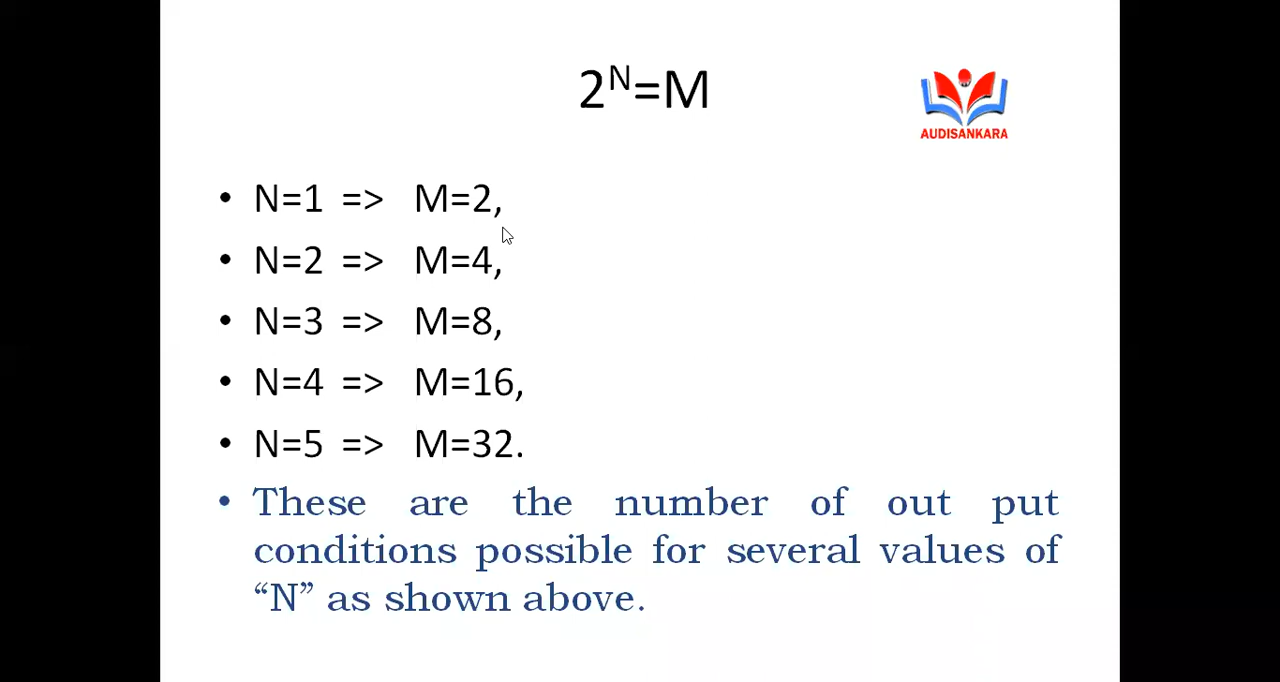 2^N=M
AUDISANKARA
• N=1 => M=2,
• N=2 => M=4,
• N=3 => M=8,
• N=4 => M=16,
• N=5 => M=32.
• These are the number of out put
conditions possible for several values of
“N” as shown above.